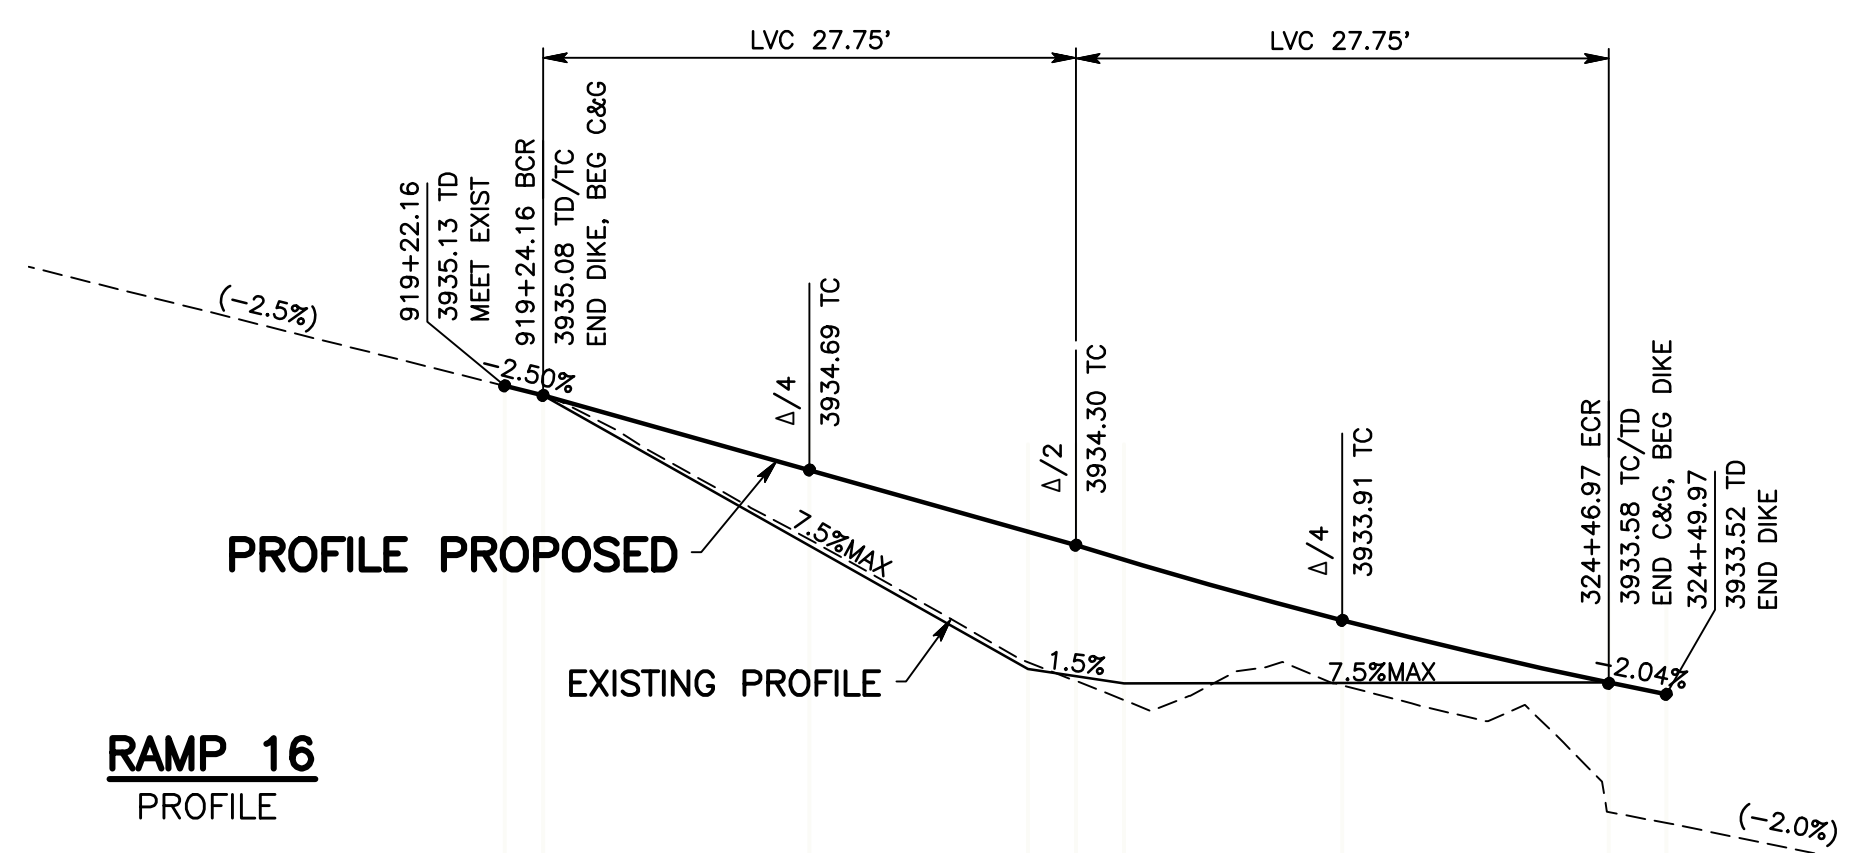 LVC 27.75'
LVC 27.75'
919+22.16
3935.13 TD
MEET EXIST
919+24.16 BCR
3935.08 TD/TC
END DIKE, BEG C&G
(-2.5%)
-2.50%
Δ/4
3934.69 TC
Δ/2
3934.30 TC
Δ/4
3933.91 TC
324+46.97 ECR
3933.58 TC/TD
END C&G, BEG DIKE
324+49.97
3933.52 TD
END DIKE
PROFILE PROPOSED
7.5%MAX
EXISTING PROFILE
1.5%
7.5%MAX
-2.04%
RAMP 16
PROFILE
(-2.0%)